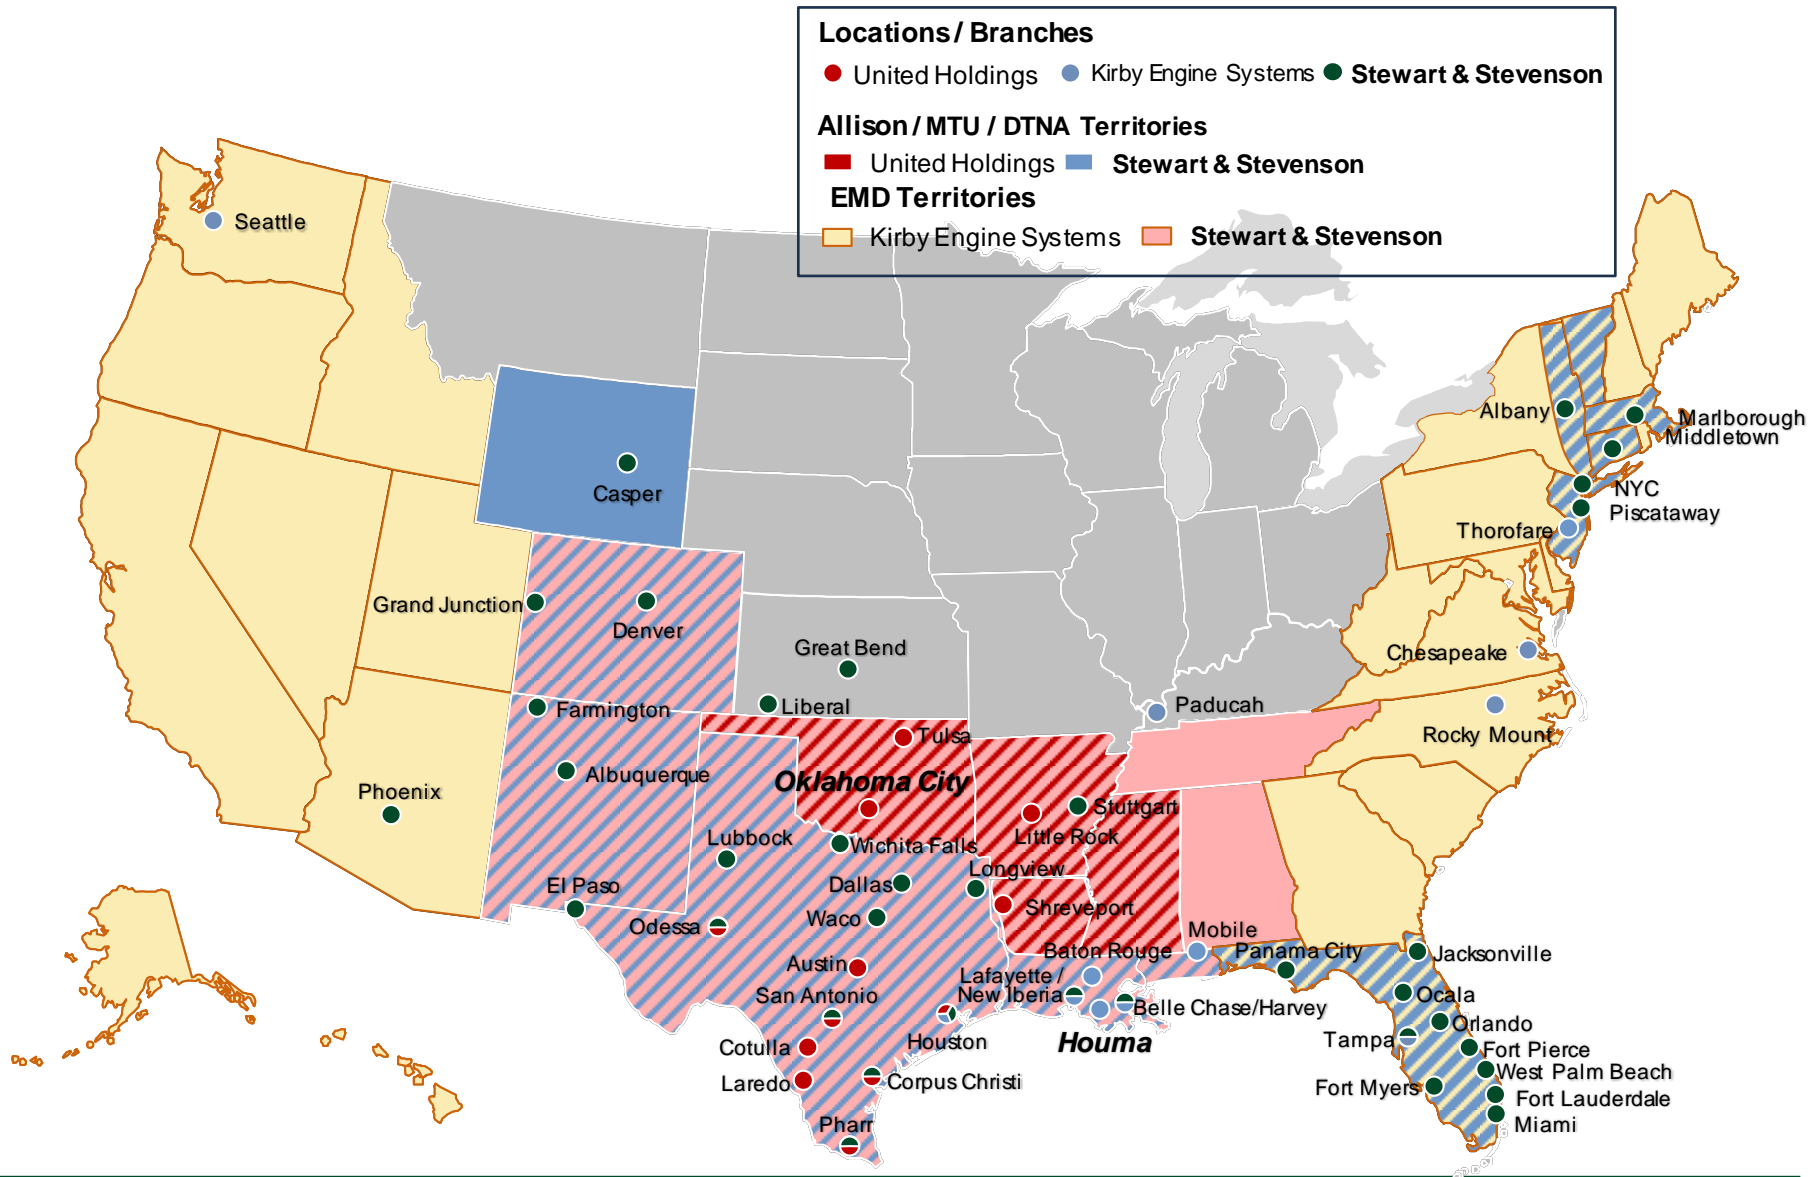 Locations / Branches
United Holdings Kirby Engine Systems Stewart & Stevenson
Allison / MTU / DTNA Territories
United Holdings Stewart & Stevenson
EMD Territories
Kirby Engine Systems Stewart & Stevenson
Seattle
Albany
Marlborough
Middletown
Casper
NYC
Piscataway
Thorofare
Grand Junction
Denver
Great Bend
Chesapeake
Liberal
Paducah
Farmington
Rocky Mount
Tulsa
Albuquerque
Oklahoma City
Phoenix
Stuttgart
Little Rock
Lubbock
Wichita Falls
Longview
El Paso
Dallas
Shreveport
Waco
Odessa
Mobile
Baton Rouge
Panama City
Jacksonville
Austin
Lafayette /
New Iberia
San Antonio
Belle Chase/Harvey
Ocala
Orlando
Houston
Houma
Tampa
Cotulla
Fort Pierce
West Palm Beach
Laredo
Corpus Christi
Fort Myers
Fort Lauderdale
Pharr
Miami